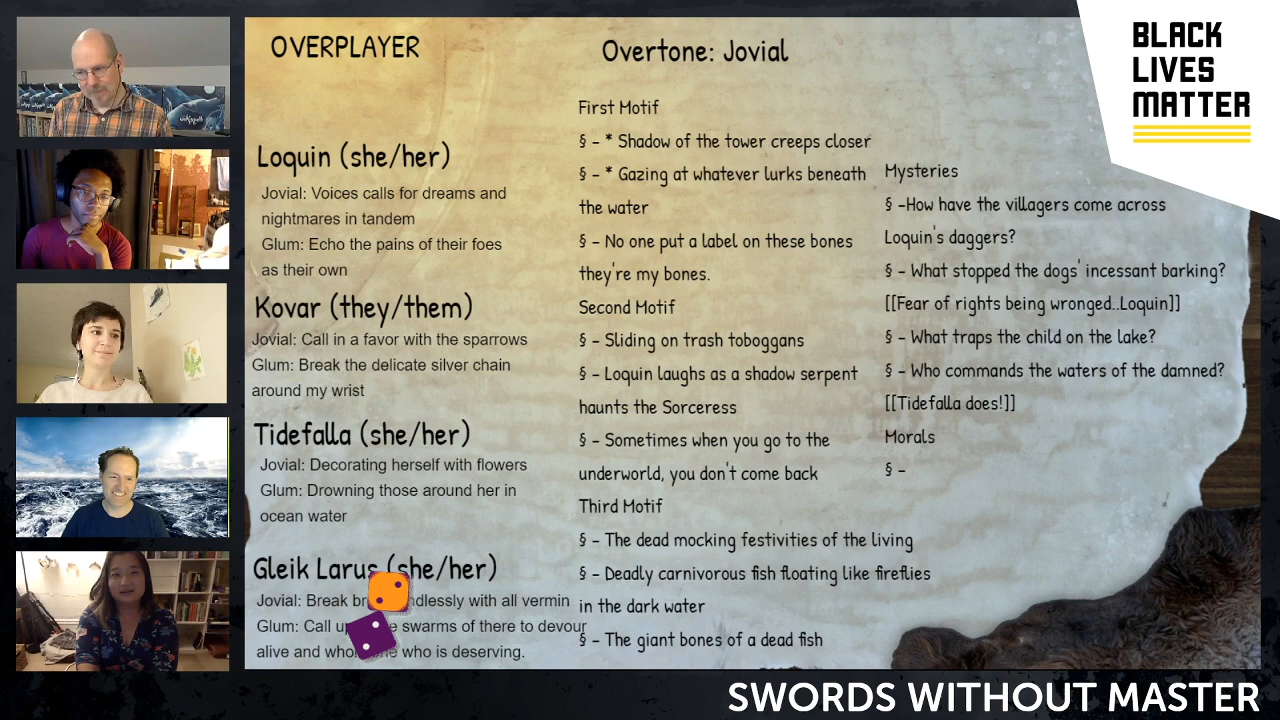 OVERPLAYER
Loquin (she/her)
Jovial: Voices calls for dreams and
nightmares in tandem
Glum: Echo the pains of their foes
as their own
Kovar (they/them)
Jovial: Call in a favor with the sparrows
Glum: Break the delicate silver chain
around my wrist
Tidefalla (she/her)
Jovial: Decorating herself with flowers
Glum: Drowning those around her in
ocean water
Gleik Larus (she/her)
Jovial: Break with all vermin
Glum: Call swarms of there to devour
alive and who is deserving.
Overtone: Jovial
First Motif
§ - * Shadow of the tower creeps closer
§ - * Gazing at whatever lurks beneath
the water
§ - No one put a label on these bones
they're my bones.
Second Motif
§ - Sliding on trash toboggans
§ - Loquin laughs as a shadow serpent
haunts the Sorceress
§ - Sometimes when you go to the
underworld, you don't come back
Third Motif
§ - The dead mocking festivities of the living
§ - Deadly carnivorous fish floating like fireflies
in the dark water
§ - The giant bones of a dead fish
Mysteries
§ -How have the villagers come across
Loquin's daggers?
§ - What stopped the dogs' incessant barking?
[[Fear of rights being wronged..Loquin]]
§ - What traps the child on the lake?
§ - Who commands the waters of the damned?
[[Tidefalla does!]]
Morals
§ -
BLACK
LIVES
MATTER
SWORDS WITHOUT MASTER